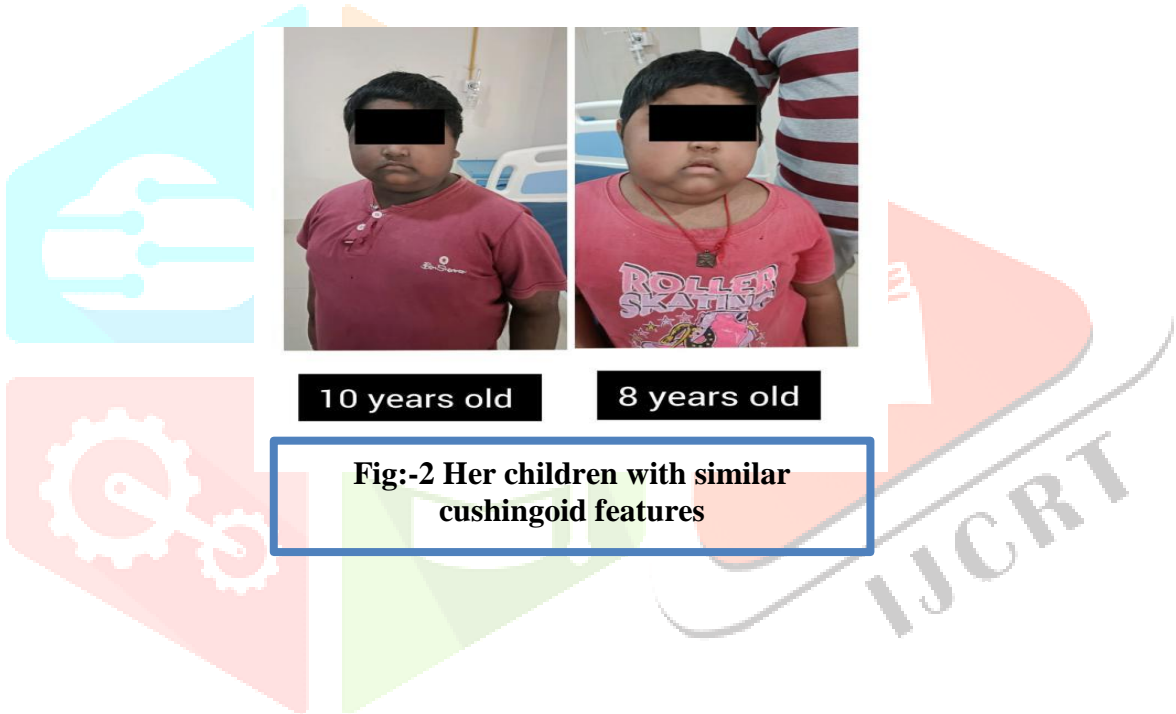 ROLLER
SKATING
10 years old
8 years old
Fig:-2 Her children with similar
cushingoid features
IJCRT